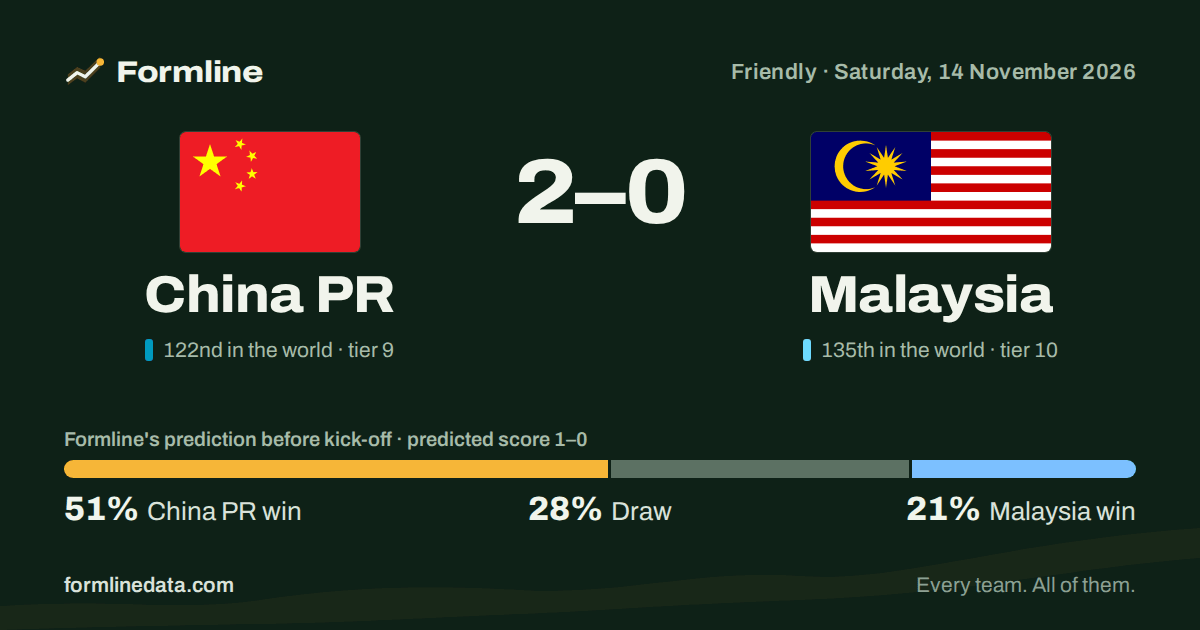 Formline
Friendly · Saturday, 14 November 2026
2–0
China PR
Malaysia
122nd in the world · tier 9
135th in the world · tier 10
Formline's prediction before kick-off · predicted score 1–0
51% China PR win
28% Draw
21% Malaysia win
formlinedata.com
Every team. All of them.